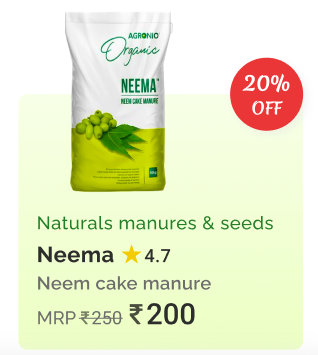 AGRONIC
Organic
NEEMA™
NEEM CAKE MANURE
20%
OFF
Naturals manures & seeds
Neema ★ 4.7
Neem cake manure
MRP ₹250 ₹200